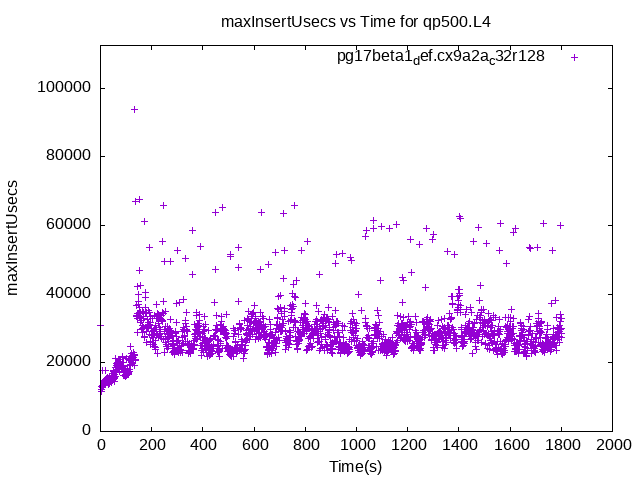 maxInsertUsecs vs Time for qp500.L4
pg17beta1_def.cx9a2a_c32r128
100000
80000
60000
40000
20000
0
maxInsertUsecs
0 200 400 600 800 1000 1200 1400 1600 1800 2000
Time(s)